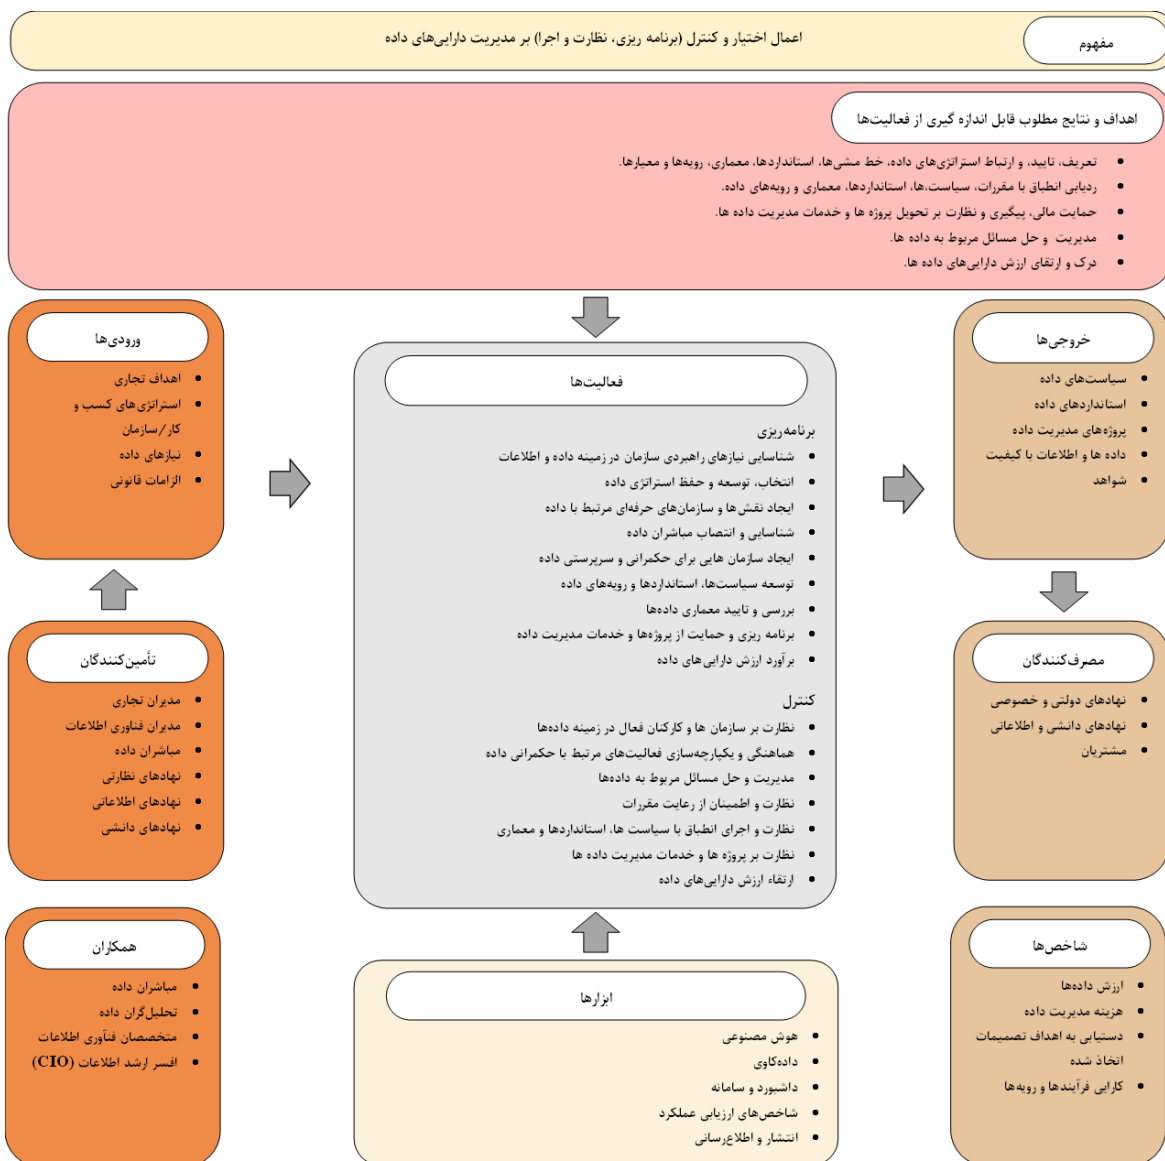 مفهوم
اعمال اختیار و کنترل (برنامه ریزی، نظارت و اجرا) بر مدیریت دارایی‌های داده
اهداف و نتایج مطلوب قابل اندازه گیری از فعالیت‌ها
• تعریف، تایید، و ارتباط استراتژی‌های داده، خط مشی‌ها، استانداردها، معماری، رویه‌ها و معیارها.
• ردیابی انطباق با مقررات، سیاست‌ها، استانداردها، معماری و رویه‌های داده.
• حمایت مالی، پیگیری و نظارت بر تحویل پروژه ها و خدمات مدیریت داده ها.
• مدیریت و حل مسائل مربوط به داده ها.
• درک و ارتقای ارزش دارایی‌های داده ها.
خروجی‌ها
• سیاست‌های داده
• استانداردهای داده
• پروژه‌های مدیریت داده
• داده ها و اطلاعات با کیفیت
• شواهد
مصرف‌کنندگان
• نهادهای دولتی و خصوصی
• نهادهای دانشی و اطلاعاتی
• مشتریان
شاخص‌ها
• ارزش داده‌ها
• هزینه مدیریت داده
• دستیابی به اهداف تصمیمات
اتخاذ شده
• کارایی فرآیندها و رویه‌ها
فعالیت‌ها
برنامه‌ریزی
• شناسایی نیازهای راهبردی سازمان در زمینه داده و اطلاعات
• انتخاب، توسعه و حفظ استراتژی داده
• ایجاد نقش‌ها و سازمان‌های حرفه‌ای مرتبط با داده
• شناسایی و انتصاب مباشران داده
• ایجاد سازمان هایی برای حکمرانی و سرپرستی داده
• توسعه سیاست‌ها، استانداردها و رویه‌های داده
• بررسی و تایید معماری داده‌ها
• برنامه ریزی و حمایت از پروژه‌ها و خدمات مدیریت داده
• برآورد ارزش دارایی‌های داده
کنترل
• نظارت بر سازمان ها و کارکنان فعال در زمینه داده‌ها
• هماهنگی و یکپارچه‌سازی فعالیت‌های مرتبط با حکمرانی داده
• مدیریت و حل مسائل مربوط به داده‌ها
• نظارت و اطمینان از رعایت مقررات
• نظارت و اجرای انطباق با سیاست ها، استانداردها و معماری
• نظارت بر پروژه ها و خدمات مدیریت داده ها
• ارتقاء ارزش دارایی‌های داده
ابزارها
• هوش مصنوعی
• داده‌کاوی
• داشبورد و سامانه
• شاخص‌های ارزیابی عملکرد
• انتشار و اطلاع‌رسانی
ورودی‌ها
• اهداف تجاری
• استراتژی‌های کسب و
کار/سازمان
• نیازهای داده
• الزامات قانونی
تأمین‌کنندگان
• مدیران تجاری
• مدیران فناوری اطلاعات
• مباشران داده
• نهادهای نظارتی
• نهادهای اطلاعاتی
• نهادهای دانشی
همکاران
• مباشران داده
• تحلیل‌گران داده
• متخصصان فنّآوری اطلاعات
• افسر ارشد اطلاعات (CIO)